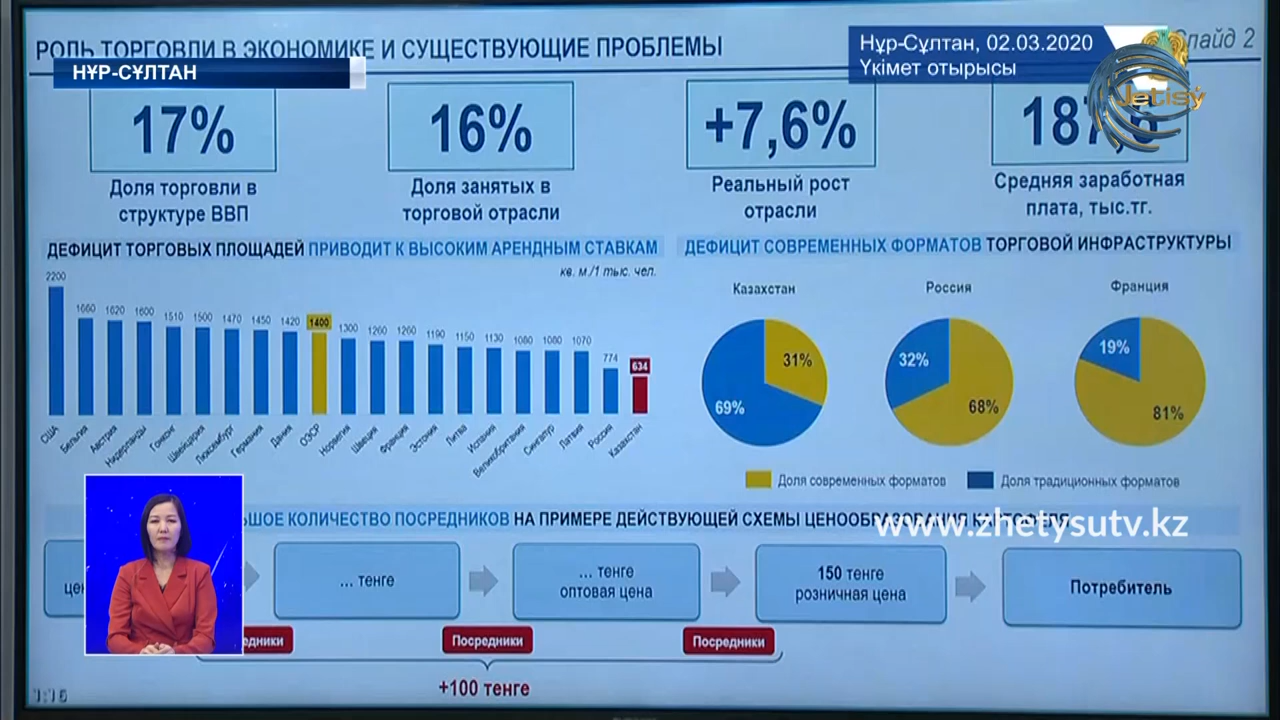 РОЛЬ ТОРГОВЛИ В ЭКОНОМИКЕ И СУЩЕСТВУЮЩИЕ ПРОБЛЕМЫ
Слайд 2
Нұр-Сұлтан, 02.03.2020
Үкімет отырысы
НҰР-СҰЛТАН
Jetisý
17%
Доля торговли в
структуре ВВП
16%
Доля занятых в
торговой отрасли
+7,6%
Реальный рост
отрасли
Средняя заработная
плата, тыс.тг.
ДЕФИЦИТ ТОРГОВЫХ ПЛОЩАДЕЙ ПРИВОДИТ К ВЫСОКИМ АРЕНДНЫМ СТАВКАМ
кв. м./1 тыс. чел.
2200
1660
1620
1600
1510
1500
1470
1450
1420
1400
1300
1260
1260
1190
1150
1130
1080
1080
1070
774
634
США
Бельгия
Австрия
Нидерланды
Гонконг
Швейцария
Люксембург
Германия
Дания
ОЭСР
Норвегия
Швеция
Франция
Эстония
Литва
Испания
Великобритания
Сингапур
Латвия
Россия
Казахстан
ДЕФИЦИТ СОВРЕМЕННЫХ ФОРМАТОВ ТОРГОВОЙ ИНФРАСТРУКТУРЫ
Казахстан
31%
69%
Россия
32%
68%
Франция
19%
81%
Доля современных форматов
Доля традиционных форматов
КОЛИЧЕСТВО ПОСРЕДНИКОВ НА ПРИМЕРЕ ДЕЙСТВУЮЩЕЙ СХЕМЫ ЦЕНООБРАЗОВАНИЯ КАРТОФЕЛЯ
www.zhetysutv.kz
... тенге
... тенге
оптовая цена
150 тенге
розничная цена
Потребитель
Посредники
Посредники
+100 тенге
1:16